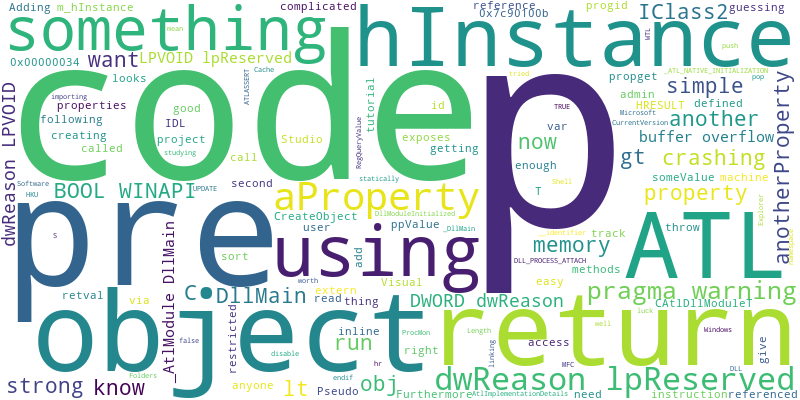 Adding m_hInstance complicated reference progid IClass2 guessing
something hInstance 0x7c90f00b
mean WTL push
0x00000034 want LPVOID lpReserved propget _ATL_NATIVE_INITIALIZATION
looks Cache tried pop
code p simple
importing ATLASSERT
properties good tutorial id TRUE admin HRESULT defined
following IDL exposes var Microsoft CurrentVersion another
creating project Studio now buffer overflow
called call RegQueryValue getting
studying enough gt crashing
LPVOID
Software UPDATE second statically aProperty T Shell someValue machine
HKU
BOOL WINAPI property anotherProperty
pre CreateObject DllModuleInitialized ATL Explorer
user ppValue _DllMain identifier track throw
dwReason s sort using DLL_PROCESS_ATTACH memory
add easy methods
_AtlModule DllMain thing Visual
retval via c DllMain extern pragma warning
read DWORD dwReason CAtlDllModuleT
object return
inline access luck
false restricted run ProcMon Length well Windows give
worth right
disable linking
strong know anyone hr MFC DLL
Folders lt endif obj dwReason lpReserved
Pseudo Furthermore AtlImplementationDetails need instruction referenced